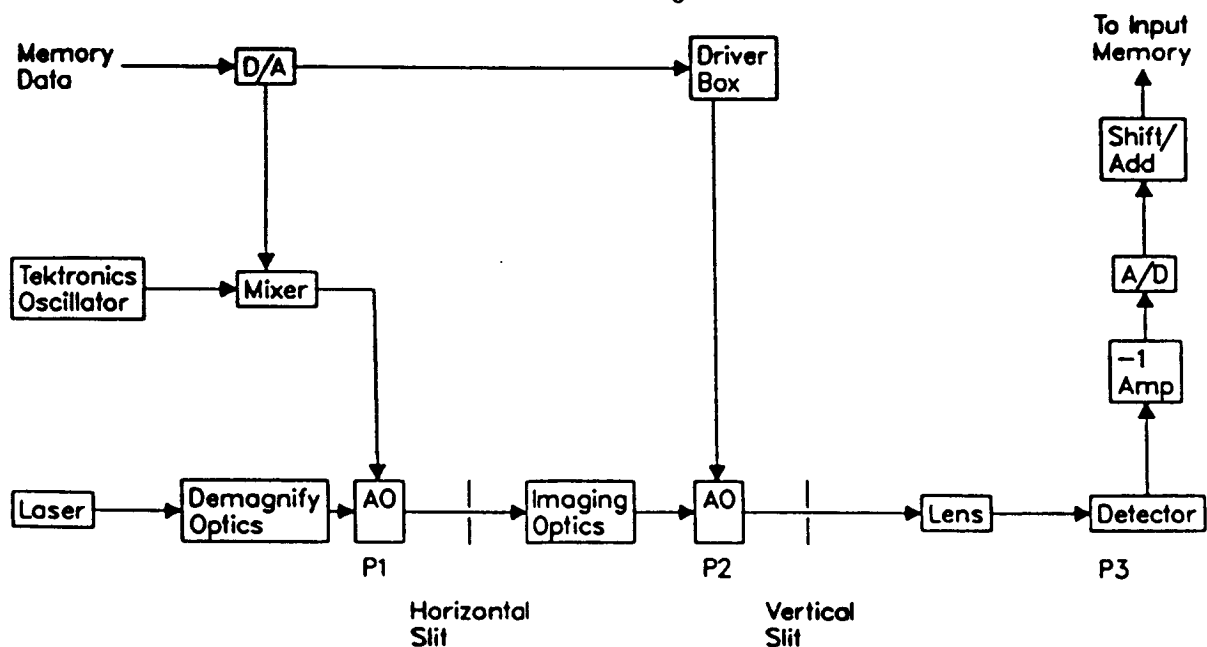 Memory
Data
D/A
Driver
Box
To Input
Memory
Shift/
Add
Tektronics
Oscillator
Mixer
A/D
-1
Amp
Laser
Demagnify
Optics
AO
Imaging
Optics
AO
Lens
Detector
P1
P2
P3
Horizontal
Slit
Vertical
Slit